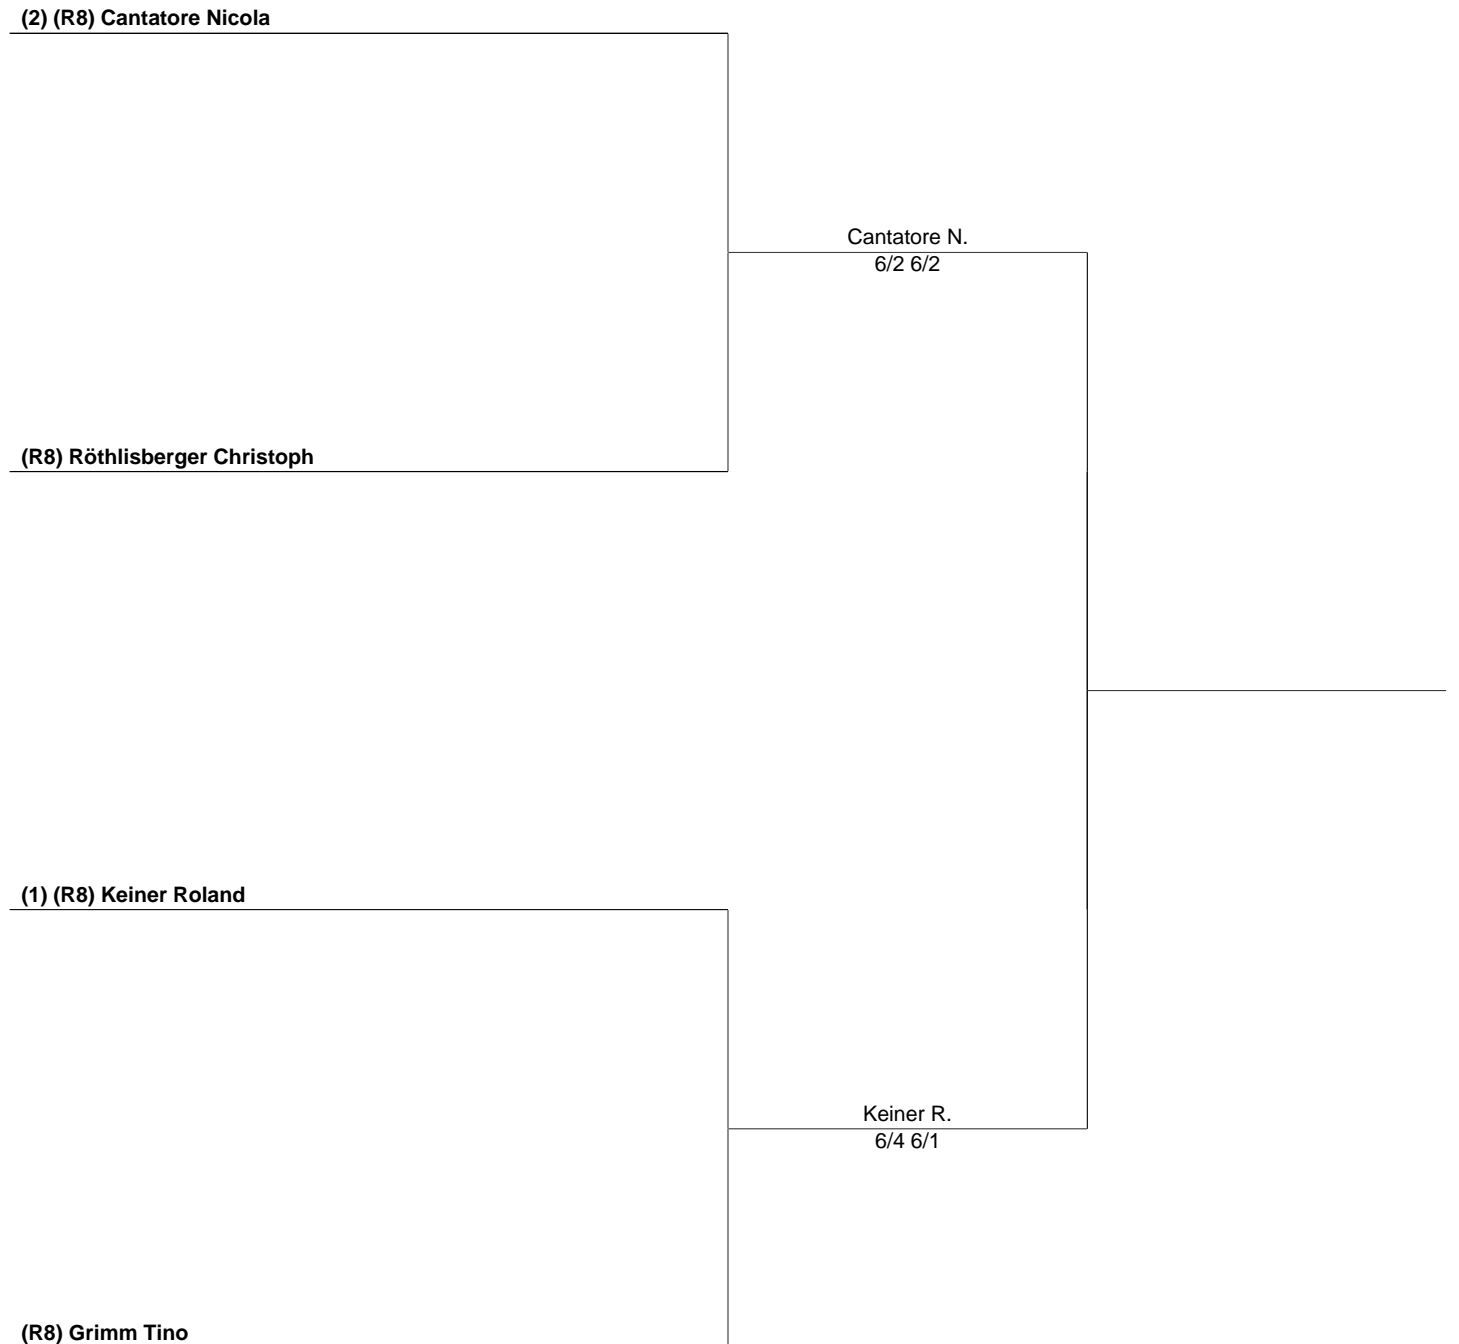 (2) (R8) Cantatore Nicola
Cantatore N.
6/2 6/2
(R8) Röthlisberger Christoph
(1) (R8) Keiner Roland
Keiner R.
6/4 6/1
(R8) Grimm Tino